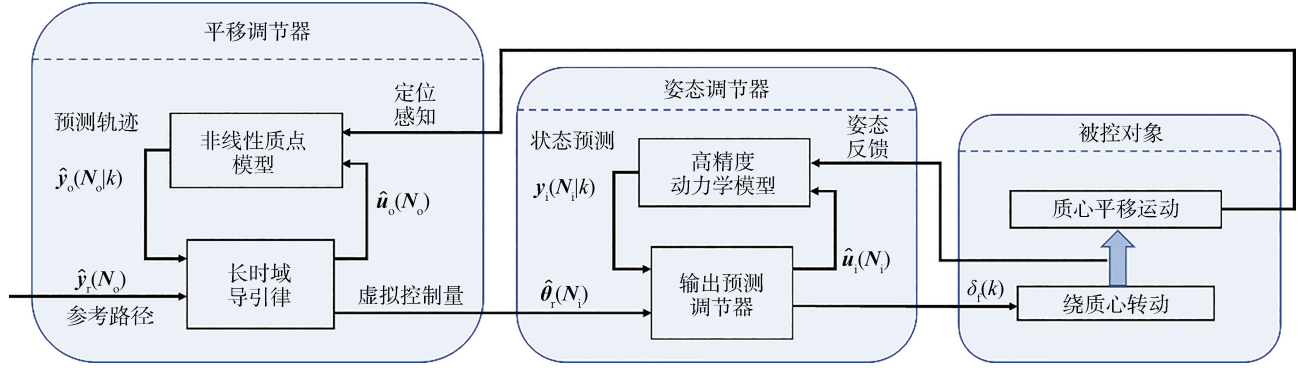 平移调节器
预测轨迹
ŷₒ(Nₒ|k)
非线性质点
模型
定位
感知
ûₒ(Nₒ)
长时域
导引律
ŷᵣ(Nₒ)
参考路径
虚拟控制量
姿态调节器
状态预测
yᵢ(Nᵢ|k)
高精度
动力学模型
姿态
反馈
ûᵢ(Nᵢ)
θ̂ᵣ(Nᵢ)
输出预测
调节器
被控对象
质心平移运动
δf(k)
绕质心转动